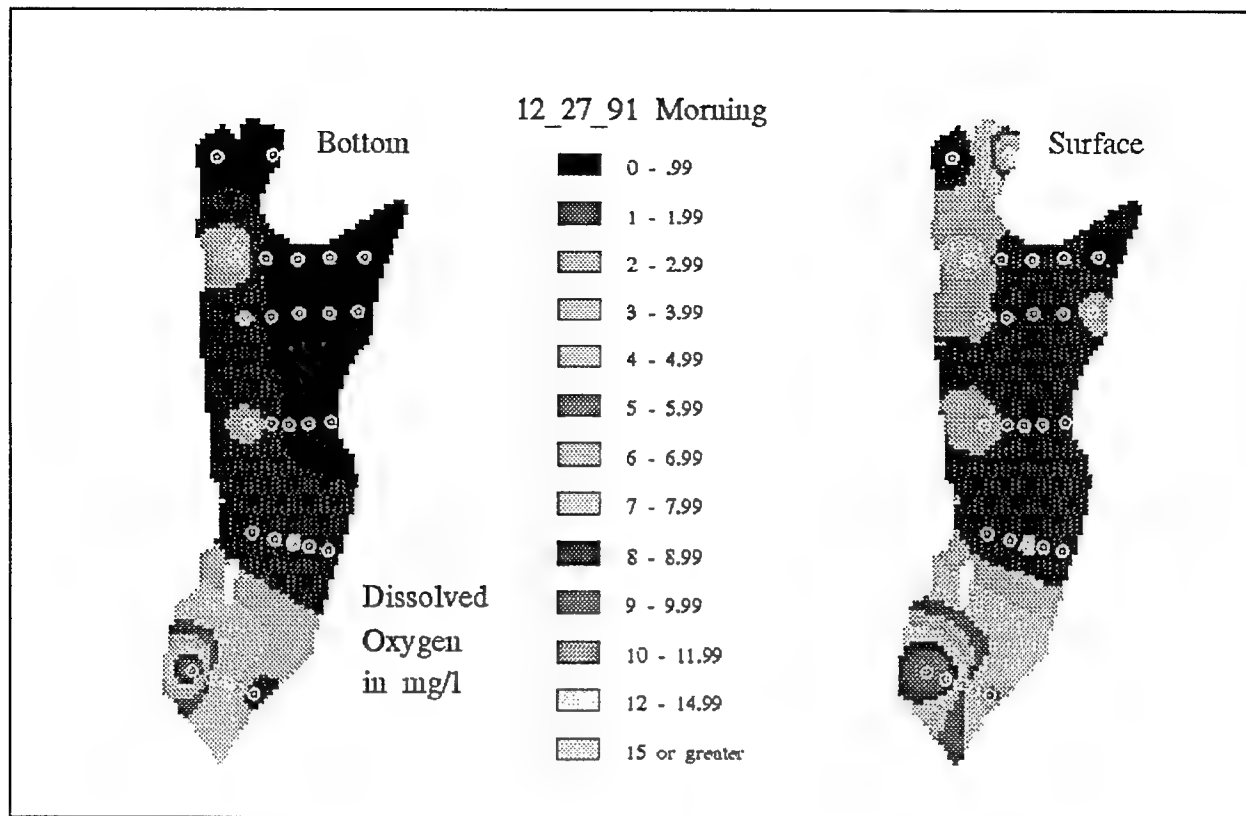 12_27_91 Morning
Bottom
Surface
0 - .99
1 - 1.99
2 - 2.99
3 - 3.99
4 - 4.99
5 - 5.99
6 - 6.99
7 - 7.99
8 - 8.99
9 - 9.99
10 - 11.99
12 - 14.99
15 or greater
Dissolved
Oxygen
in mg/l